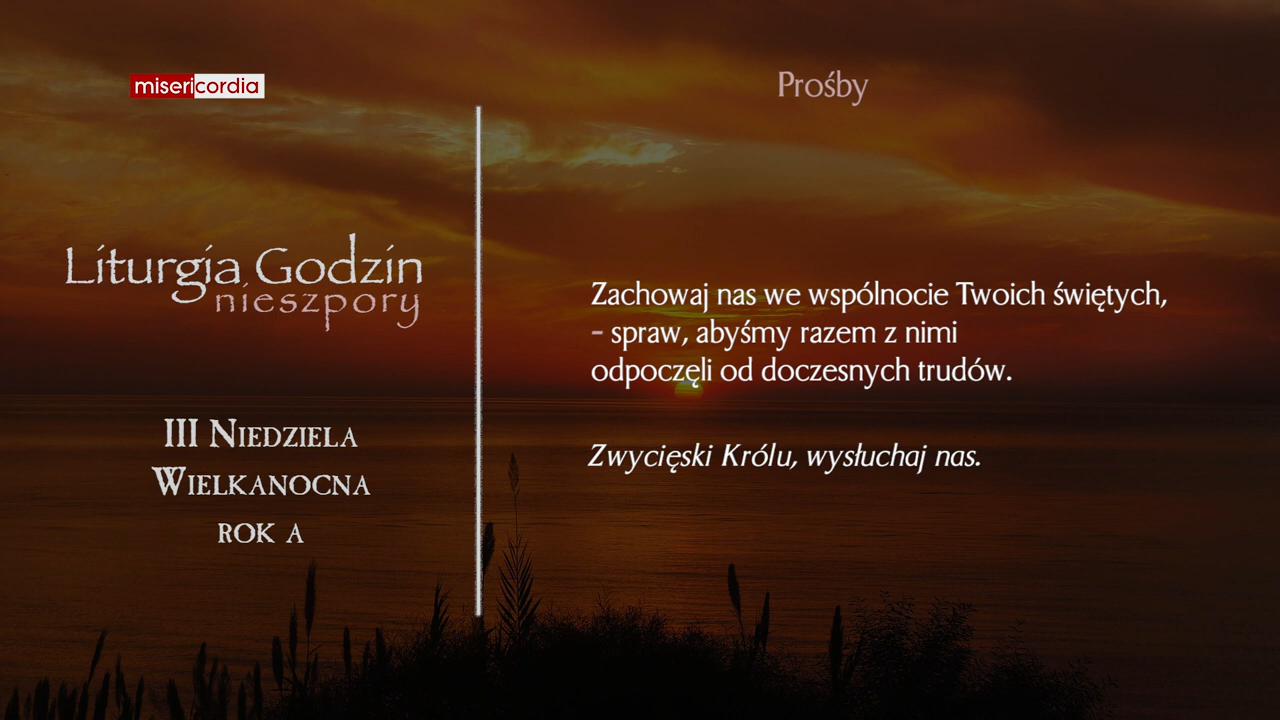 misericordia
Prośby
Liturgia Godzin
nieszpory
III Niedziela
Wielkanocna
rok a
Zachowaj nas we wspólnocie Twoich świętych,
- spraw, abyśmy razem z nimi
odpoczęli od doczesnych trudów.
Zwycięski Królu, wysłuchaj nas.